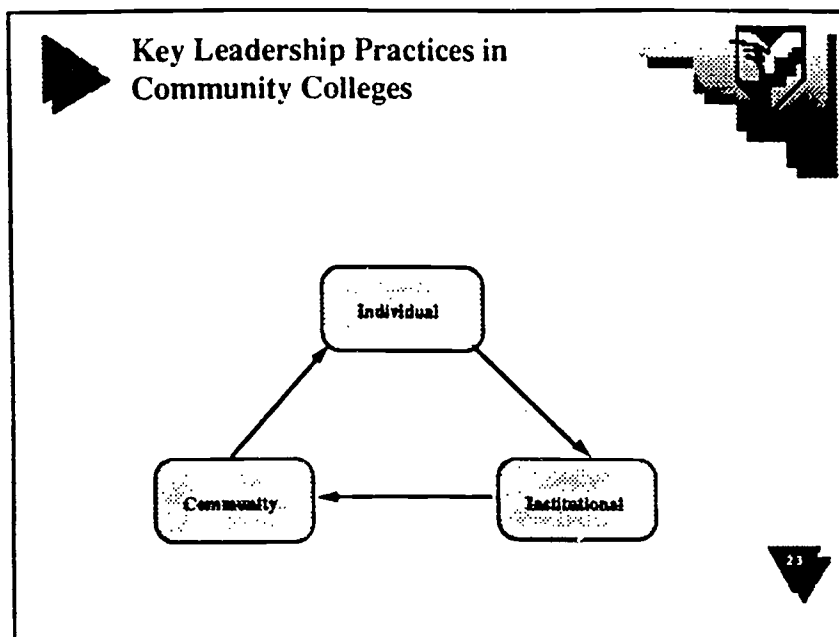 Key Leadership Practices in
Community Colleges
Individual
Community
Institutional
23